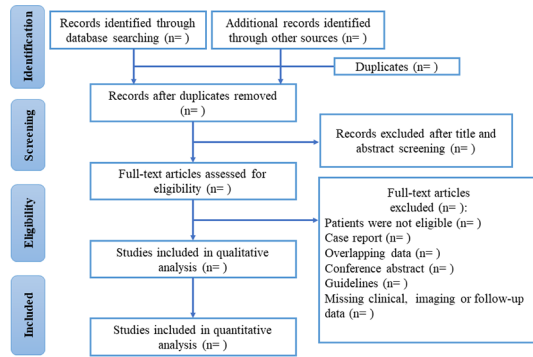 Identification
Records identified through
database searching (n= )
Additional records identified
through other sources (n= )
Duplicates (n= )
Records after duplicates removed
(n= )
Screening
Records excluded after title and
abstract screening (n= )
Full-text articles assessed for
eligibility (n= )
Eligibility
Full-text articles
excluded (n= ):
Patients were not eligible (n= )
Case report (n= )
Overlapping data (n= )
Conference abstract (n= )
Guidelines (n= )
Missing clinical, imaging or follow-up
data (n= )
Studies included in qualitative
analysis (n= )
Included
Studies included in quantitative
analysis (n= )